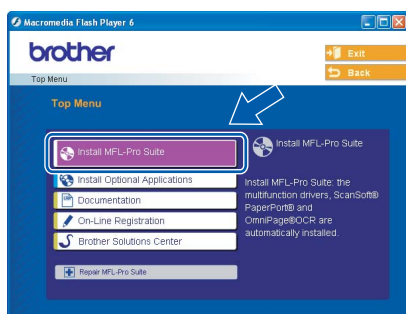 Macromedia Flash Player 6
brother
Exit
Back
Top Menu
Top Menu
Install MFL-Pro Suite
Install Optional Applications
Documentation
On-Line Registration
Brother Solutions Center
Repair MFL-Pro Suite
Install MFL-Pro Suite
Install MFL-Pro Suite: the
multifunction drivers, ScanSoft®
PaperPort® and
OmniPage®OCR are
automatically installed.